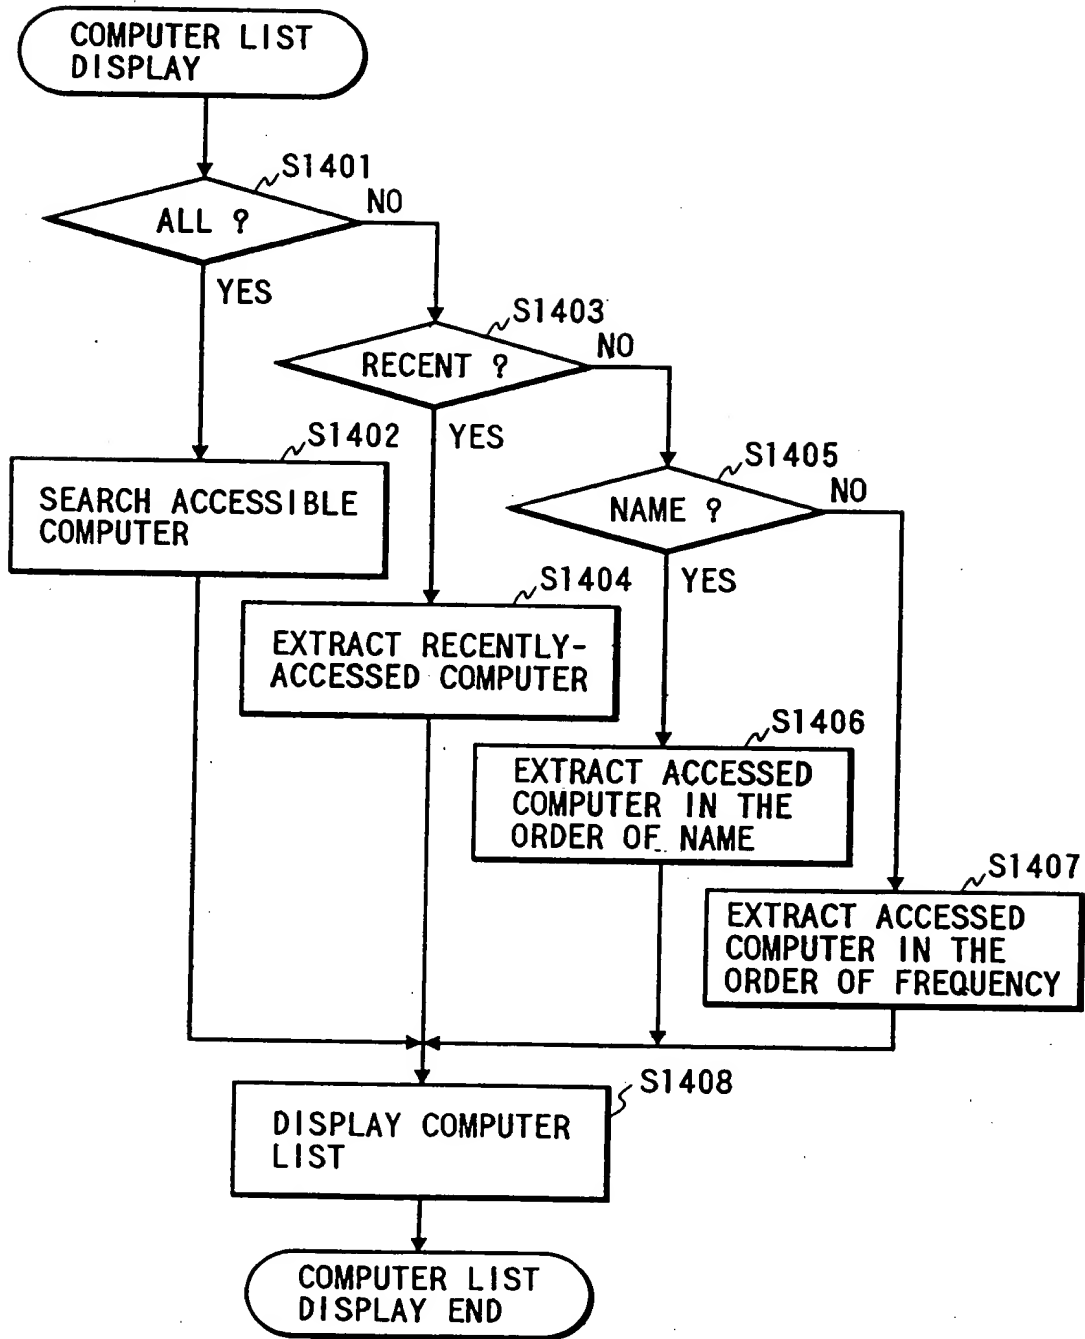 COMPUTER LIST
DISPLAY
S1401
ALL ?
NO
YES
S1403
RECENT ?
NO
YES
S1402
SEARCH ACCESSIBLE
COMPUTER
S1405
NAME ?
NO
YES
S1404
EXTRACT RECENTLY-
ACCESSED COMPUTER
S1406
EXTRACT ACCESSED
COMPUTER IN THE
ORDER OF NAME
S1407
EXTRACT ACCESSED
COMPUTER IN THE
ORDER OF FREQUENCY
S1408
DISPLAY COMPUTER
LIST
COMPUTER LIST
DISPLAY END